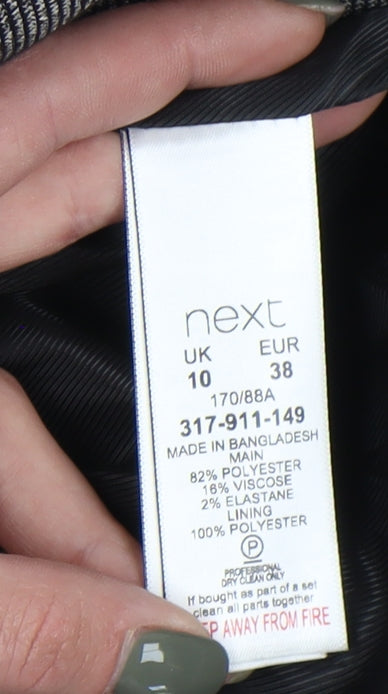 next
UK EUR
10 38
170/88A
317-911-149
MADE IN BANGLADESH
MAIN
82% POLYESTER
16% VISCOSE
2% ELASTANE
LINING
100% POLYESTER
P
PROFESSIONAL
DRY CLEAN ONLY
If bought as part of a set
clean all parts together
EP AWAY FROM FIRE